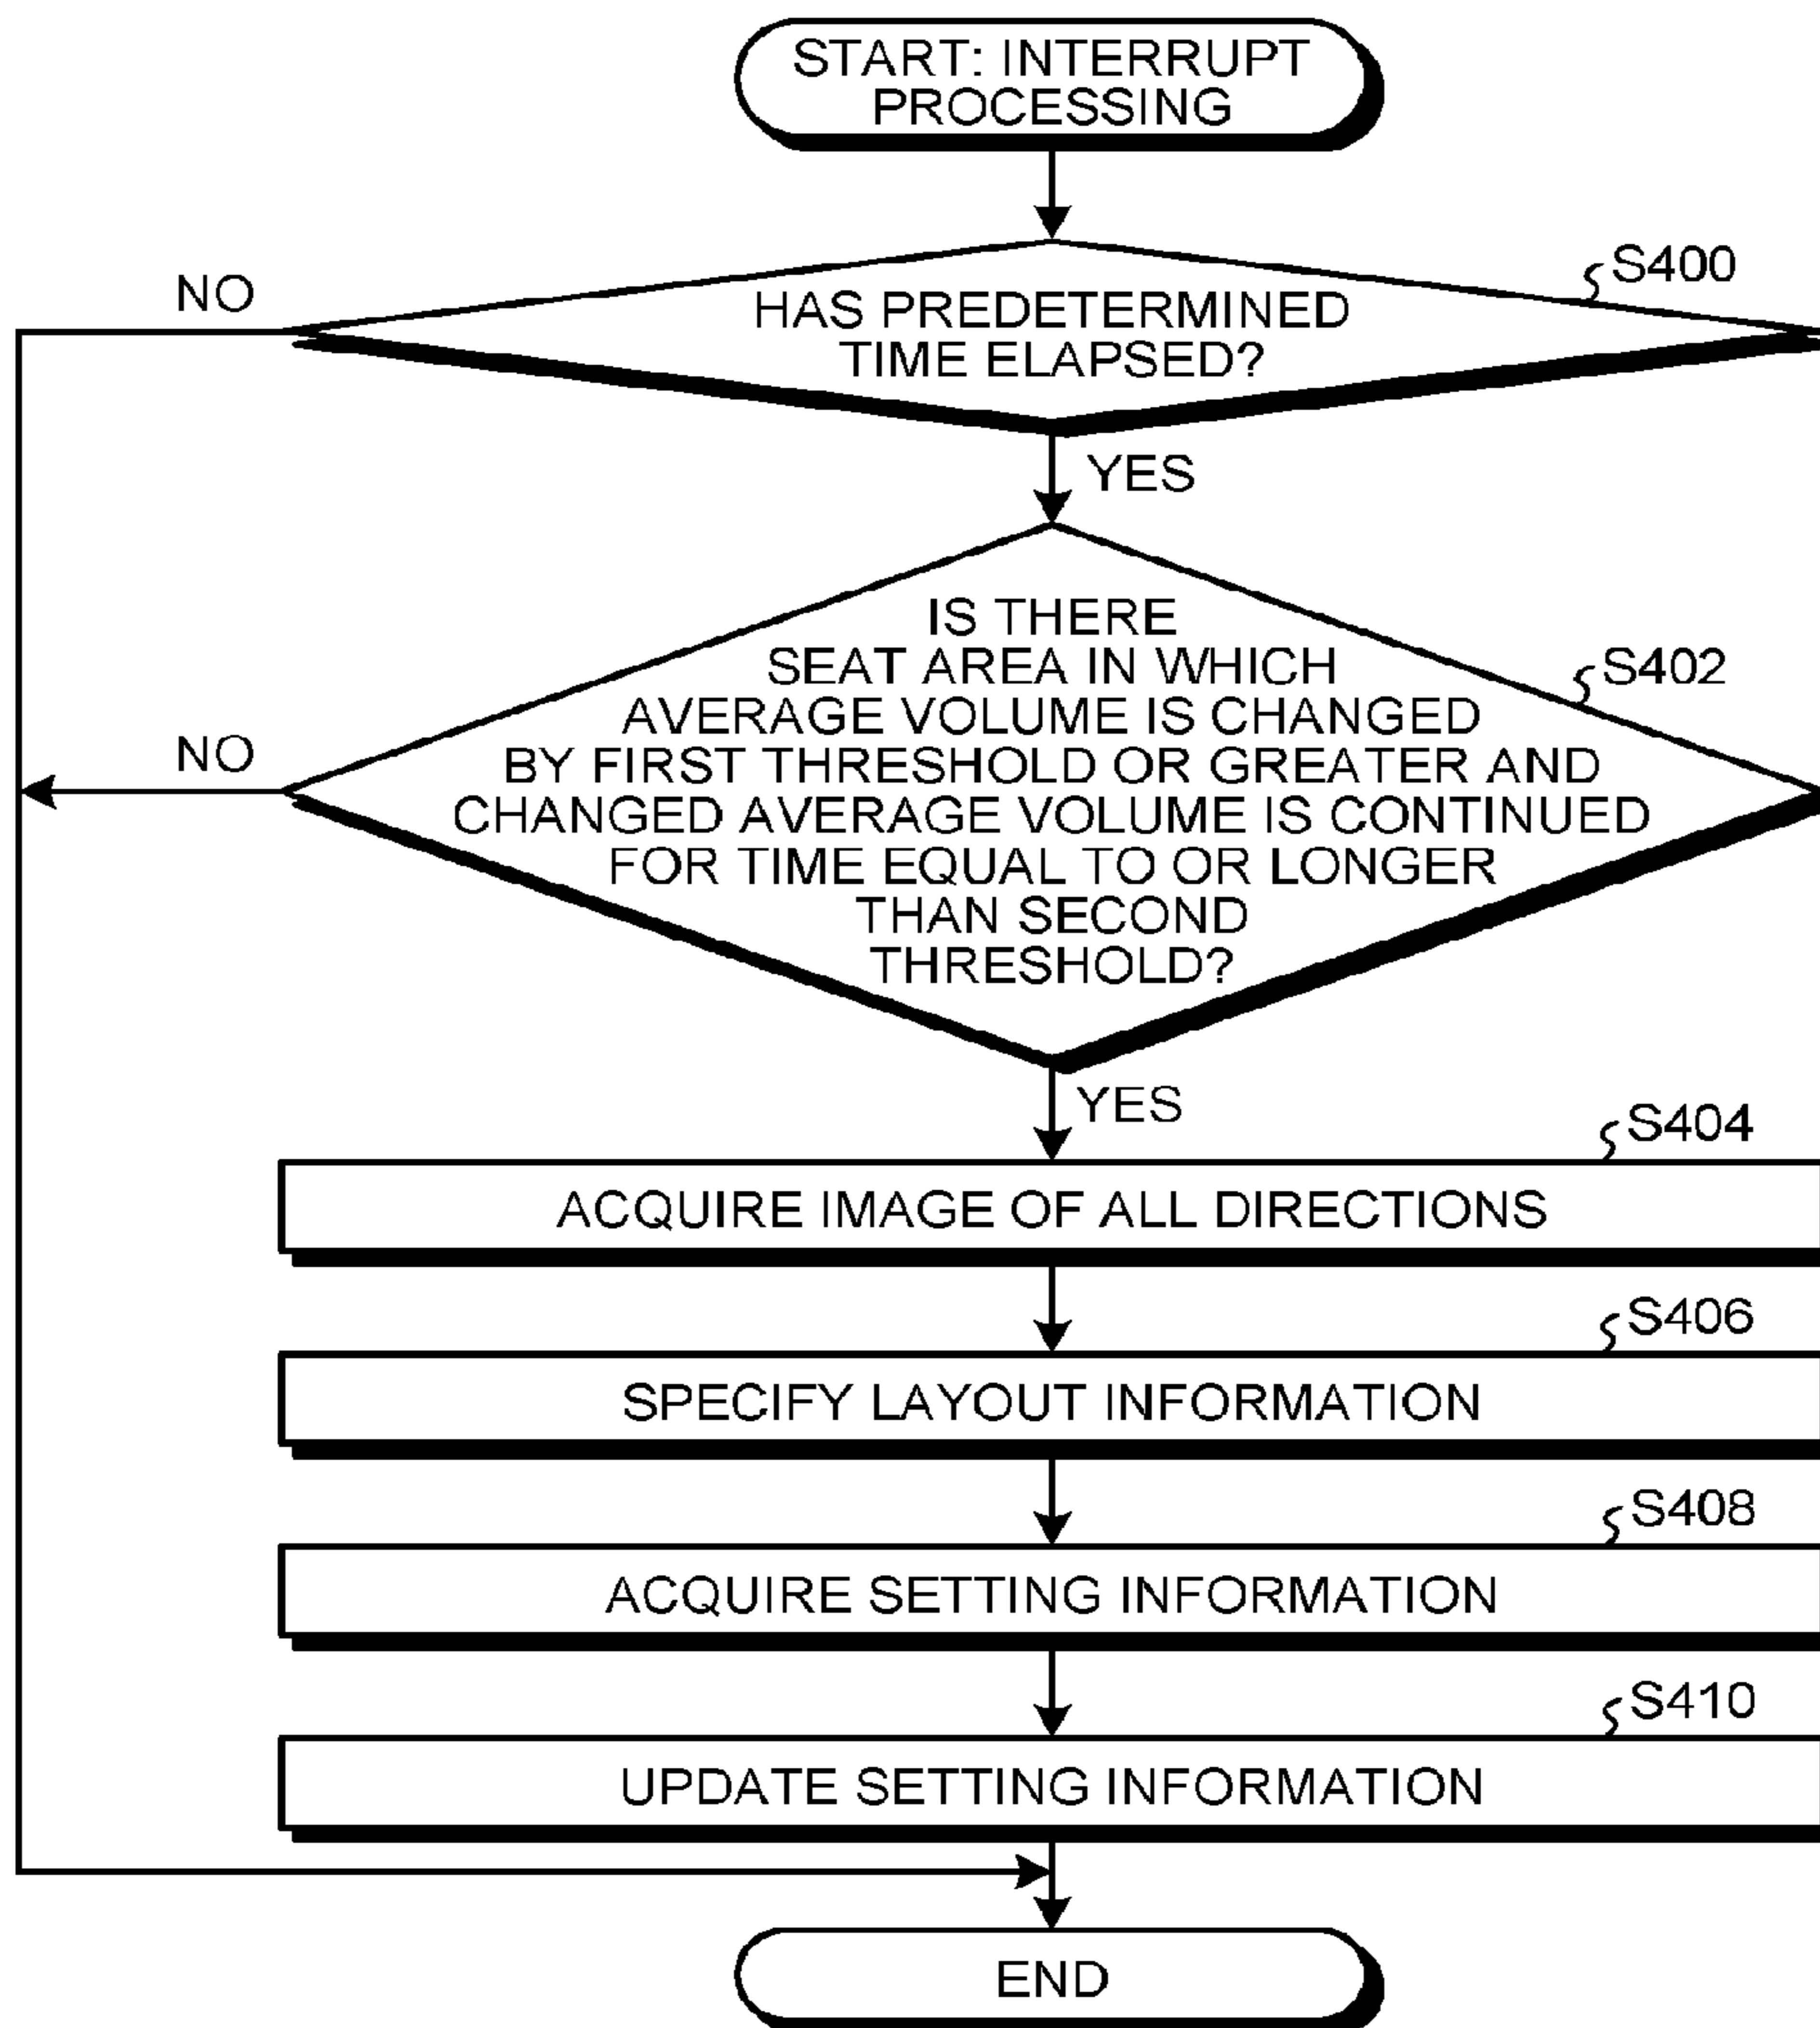 START: INTERRUPT
PROCESSING
S400
NO
HAS PREDETERMINED
TIME ELAPSED?
YES
IS THERE
SEAT AREA IN WHICH
S402
AVERAGE VOLUME IS CHANGED
NO
BY FIRST THRESHOLD OR GREATER AND
CHANGED AVERAGE VOLUME IS CONTINUED
FOR TIME EQUAL TO OR LONGER
THAN SECOND
THRESHOLD?
YES
S404
ACQUIRE IMAGE OF ALL DIRECTIONS
S406
SPECIFY LAYOUT INFORMATION
S408
ACQUIRE SETTING INFORMATION
S410
UPDATE SETTING INFORMATION
END